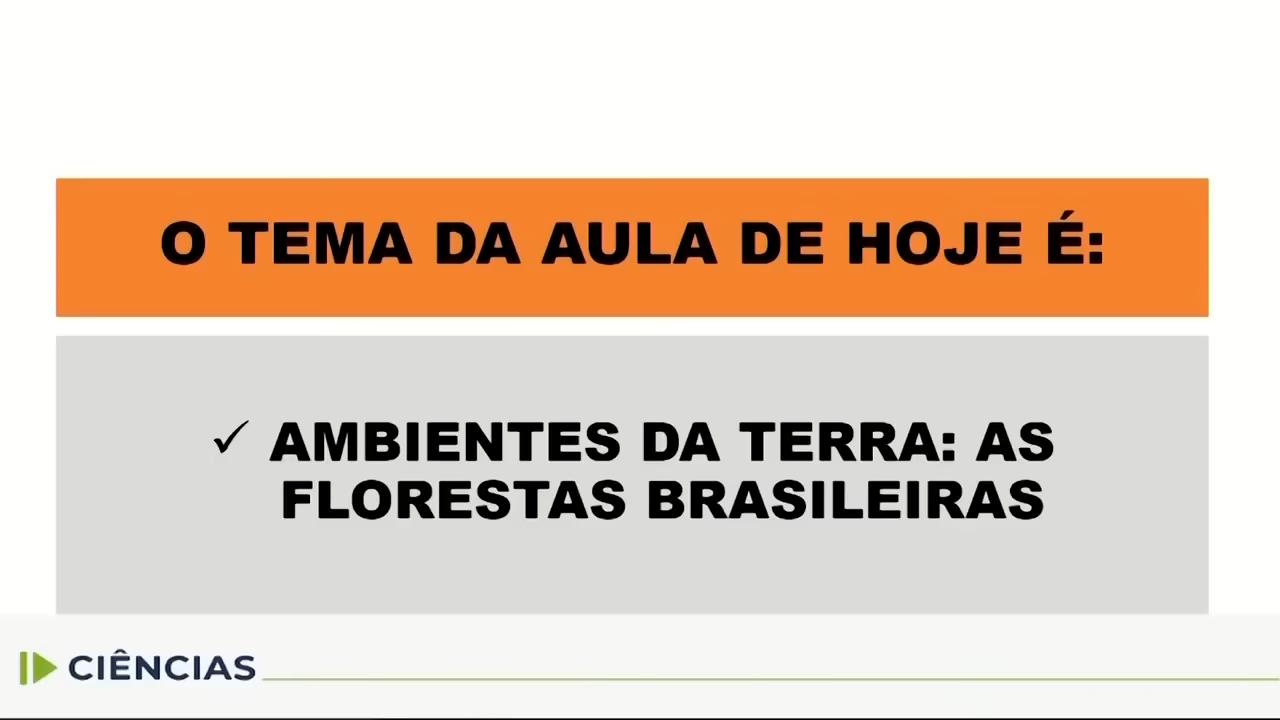 O TEMA DA AULA DE HOJE É:
✓ AMBIENTES DA TERRA: AS
FLORESTAS BRASILEIRAS
CIÊNCIAS